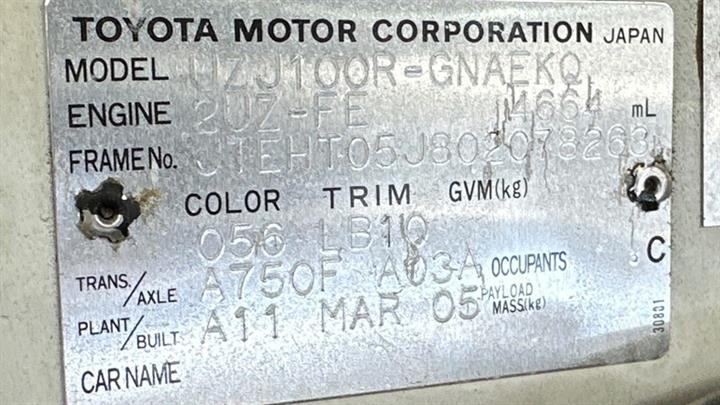 TOYOTA MOTOR CORPORATION JAPAN
MODEL UZJ100R-GNAEKQ
ENGINE 2UZ-FE 4664 mL
FRAME No. JTEHT05J802078263
COLOR TRIM GVM(kg)
056 LB10
C
TRANS./AXLE A750F A03A OCCUPANTS
PLANT/BUILT A11 MAR 05 PAYLOAD MASS(kg)
30801
CAR NAME